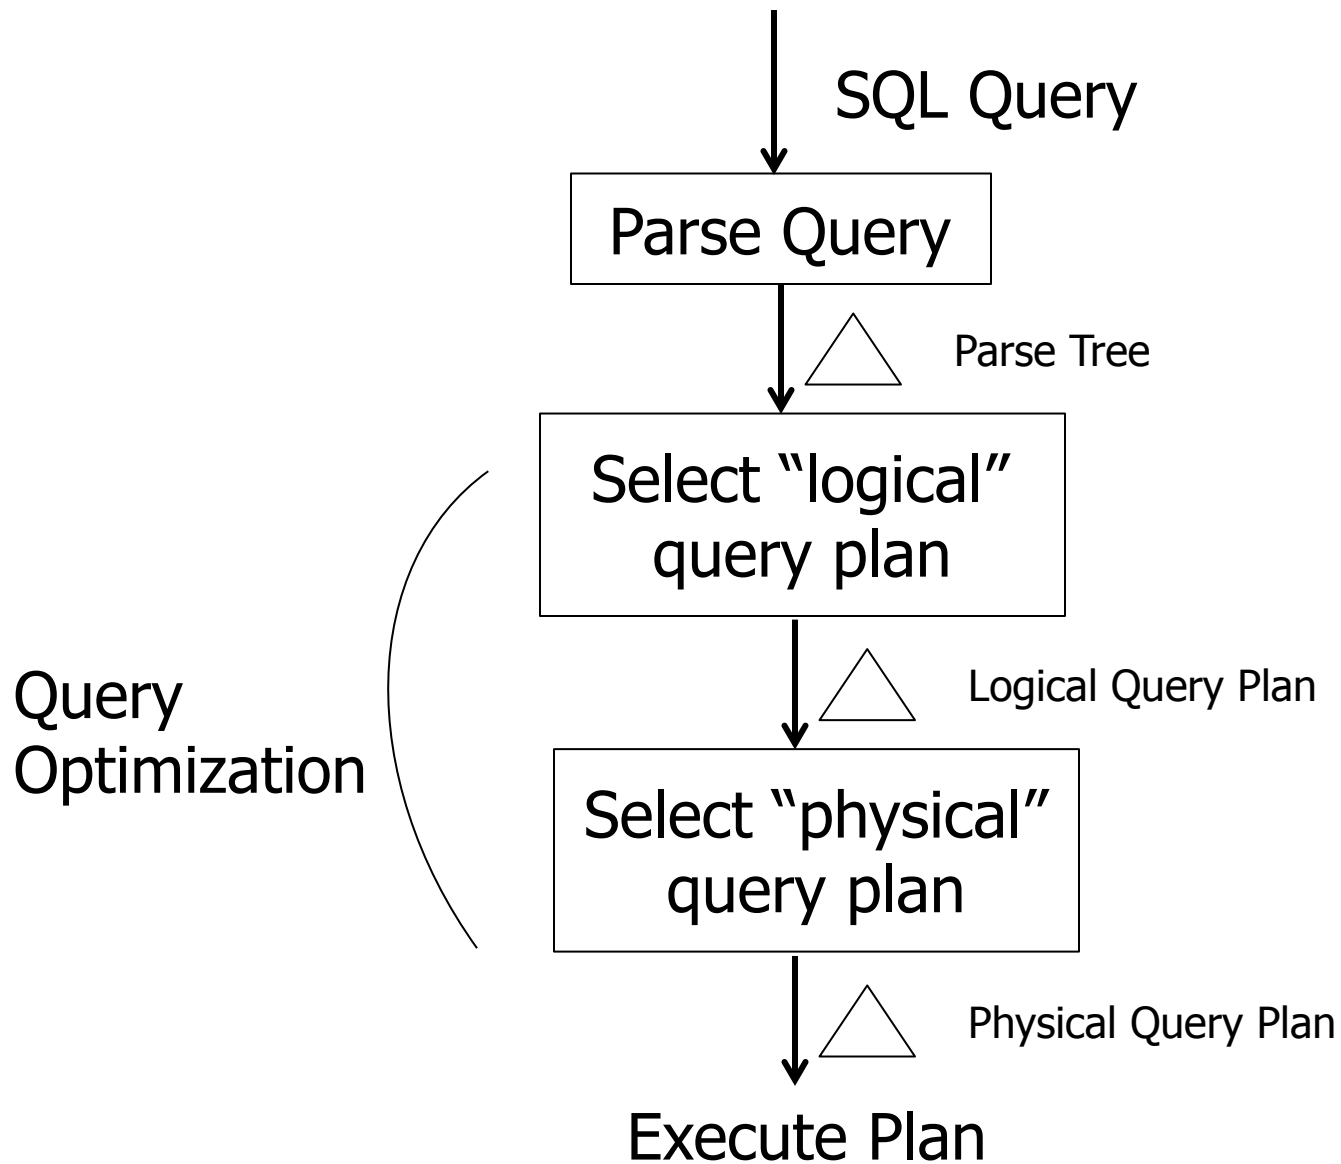 SQL Query
Parse Query
Parse Tree
Select “logical”
query plan
Logical Query Plan
Query
Optimization
Select “physical”
query plan
Physical Query Plan
Execute Plan